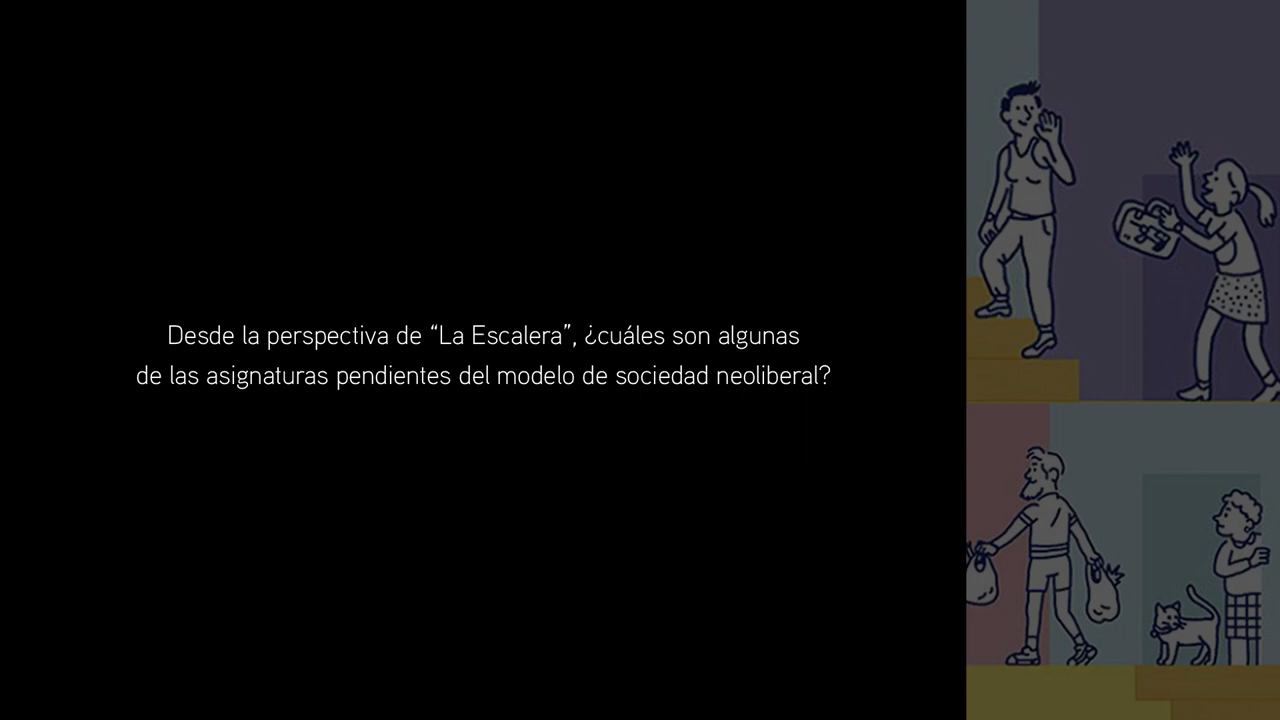 Desde la perspectiva de “La Escalera”, ¿cuáles son algunas
de las asignaturas pendientes del modelo de sociedad neoliberal?